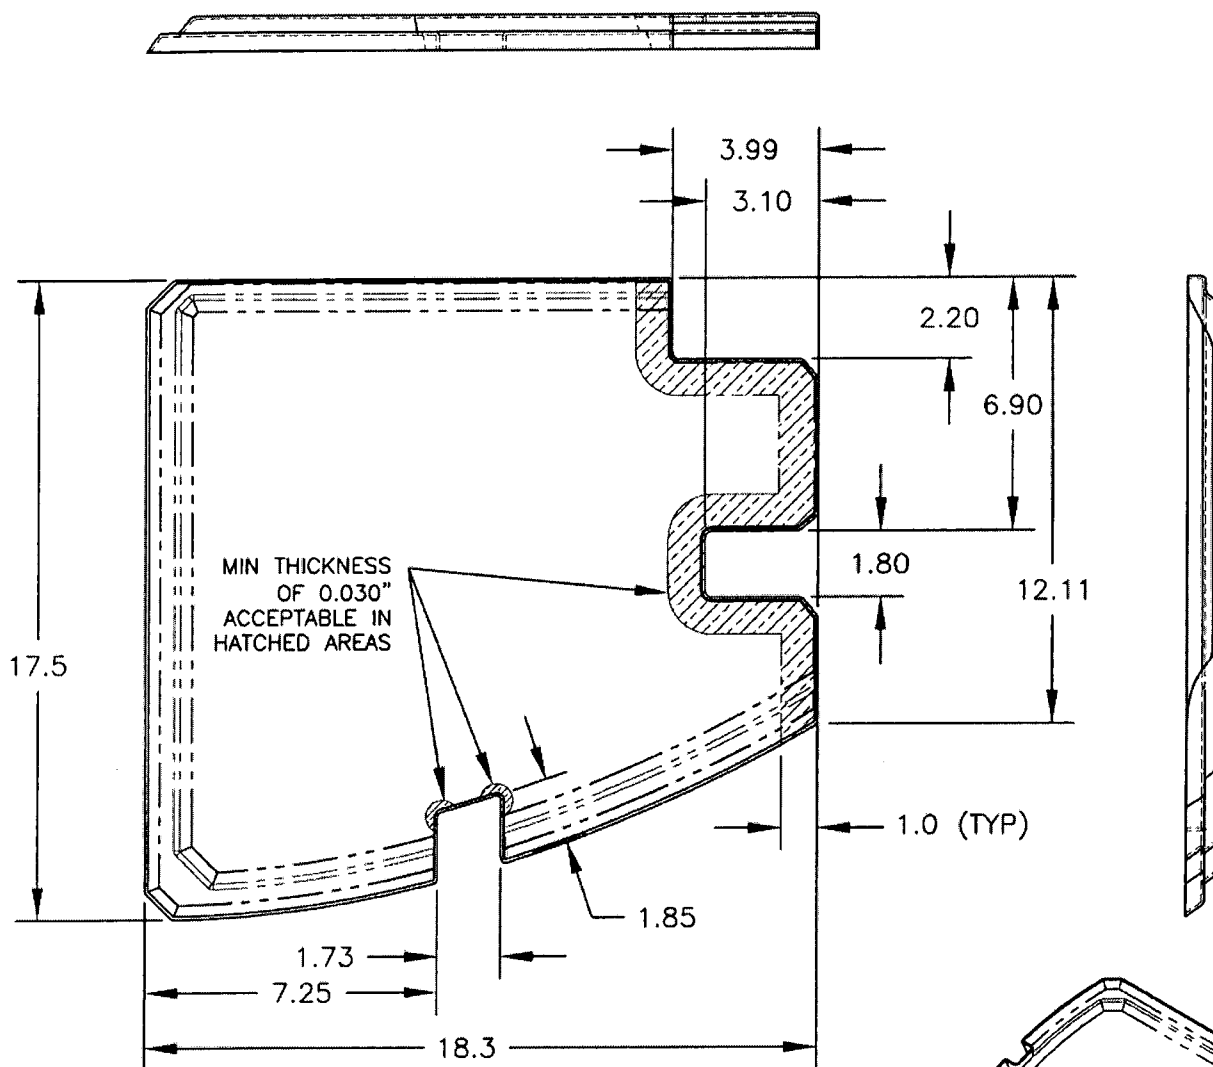 3.99
3.10
2.20
6.90
MIN THICKNESS
OF 0.030"
ACCEPTABLE IN
HATCHED AREAS
1.80
12.11
17.5
1.0 (TYP)
1.85
1.73
7.25
18.3